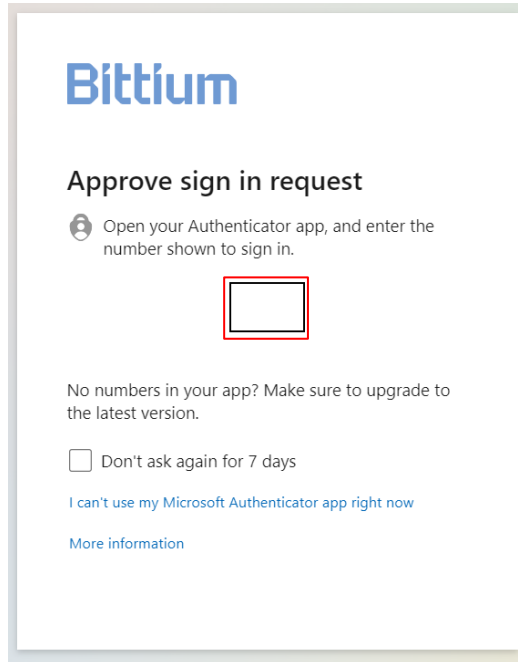 Bittium
Approve sign in request
Open your Authenticator app, and enter the
number shown to sign in.
No numbers in your app? Make sure to upgrade to
the latest version.
Don't ask again for 7 days
I can't use my Microsoft Authenticator app right now
More information